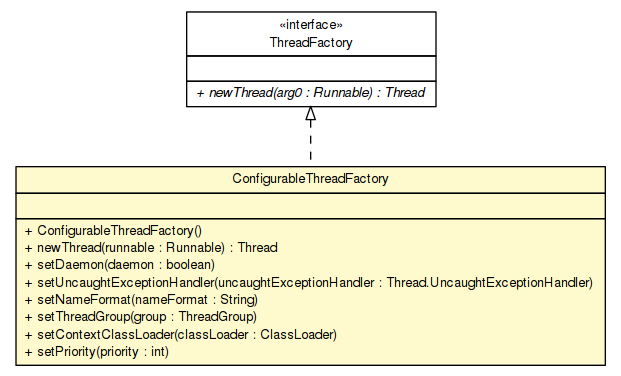 «interface»
ThreadFactory
+ newThread(arg0 : Runnable) : Thread
ConfigurableThreadFactory
+ ConfigurableThreadFactory()
+ newThread(runnable : Runnable) : Thread
+ setDaemon(daemon : boolean)
+ setUncaughtExceptionHandler(uncaughtExceptionHandler : Thread.UncaughtExceptionHandler)
+ setNameFormat(nameFormat : String)
+ setThreadGroup(group : ThreadGroup)
+ setContextClassLoader(classLoader : ClassLoader)
+ setPriority(priority : int)